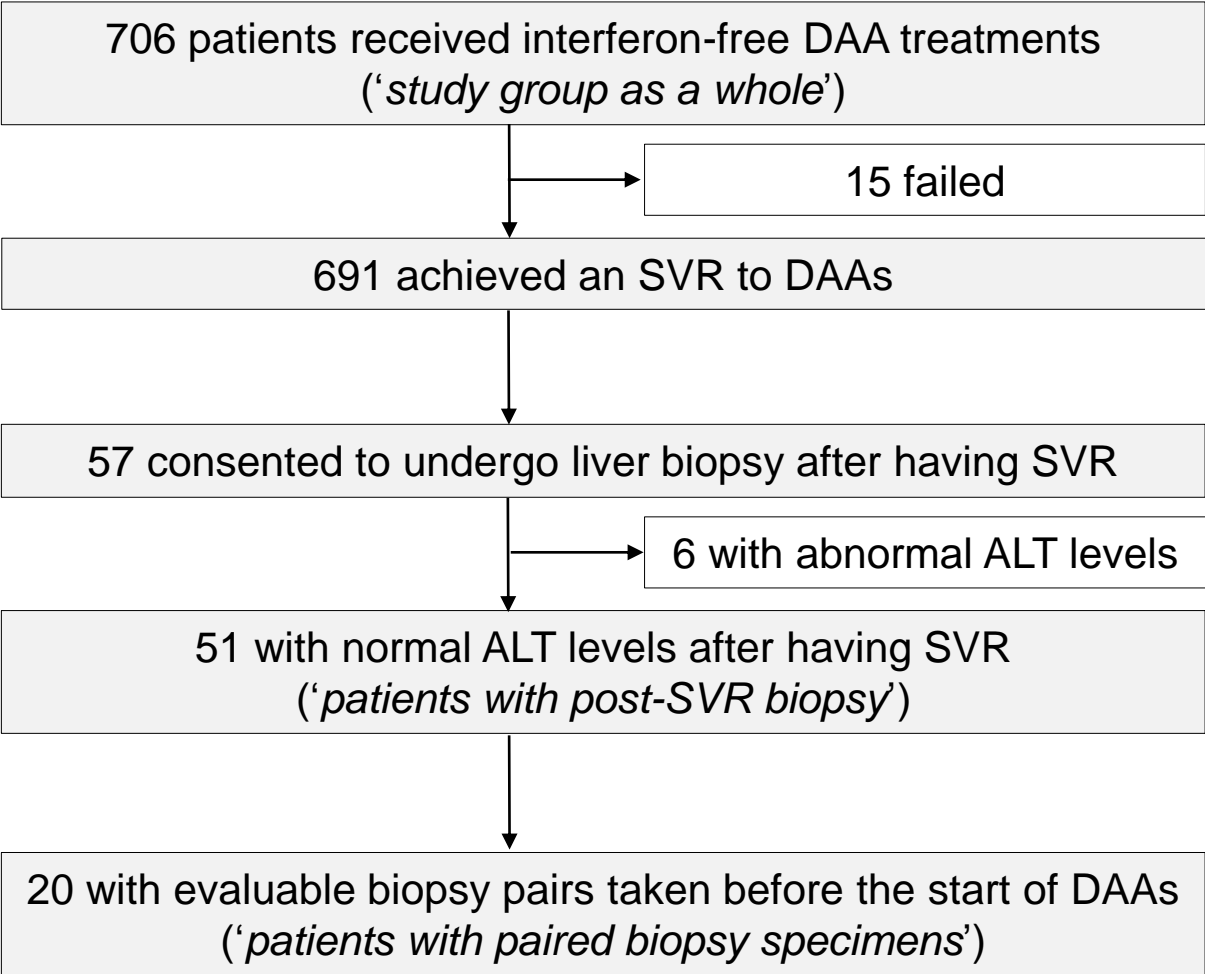 706 patients received interferon-free DAA treatments
(‘study group as a whole’)
15 failed
691 achieved an SVR to DAAs
57 consented to undergo liver biopsy after having SVR
6 with abnormal ALT levels
51 with normal ALT levels after having SVR
(‘patients with post-SVR biopsy’)
20 with evaluable biopsy pairs taken before the start of DAAs
(‘patients with paired biopsy specimens’)